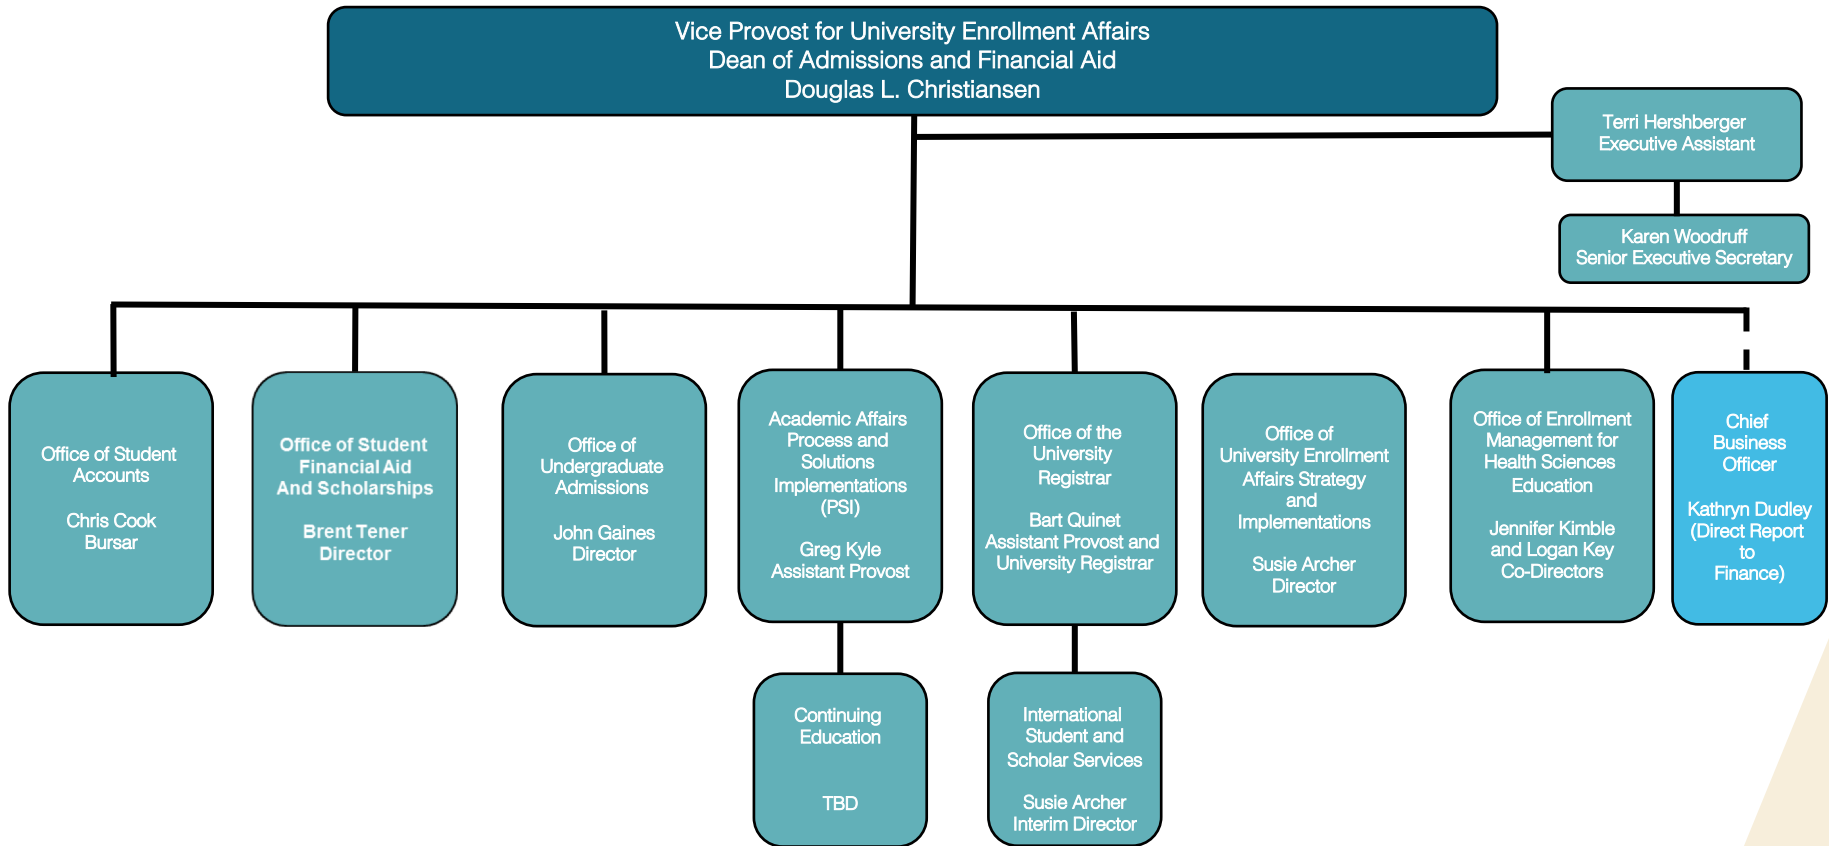 Vice Provost for University Enrollment Affairs
Dean of Admissions and Financial Aid
Douglas L. Christiansen
Terri Hershberger
Executive Assistant
Karen Woodruff
Senior Executive Secretary
Office of Student
Accounts
Chris Cook
Bursar
Office of Student
Financial Aid
And Scholarships
Brent Tener
Director
Office of
Undergraduate
Admissions
John Gaines
Director
Academic Affairs
Process and
Solutions
Implementations
(PSI)
Greg Kyle
Assistant Provost
Office of the
University
Registrar
Bart Quinet
Assistant Provost and
University Registrar
Office of
University Enrollment
Affairs Strategy
and
Implementations
Susie Archer
Director
Office of Enrollment
Management for
Health Sciences
Education
Jennifer Kimble
and Logan Key
Co-Directors
Chief
Business
Officer
Kathryn Dudley
(Direct Report
to
Finance)
Continuing
Education
TBD
International
Student and
Scholar Services
Susie Archer
Interim Director